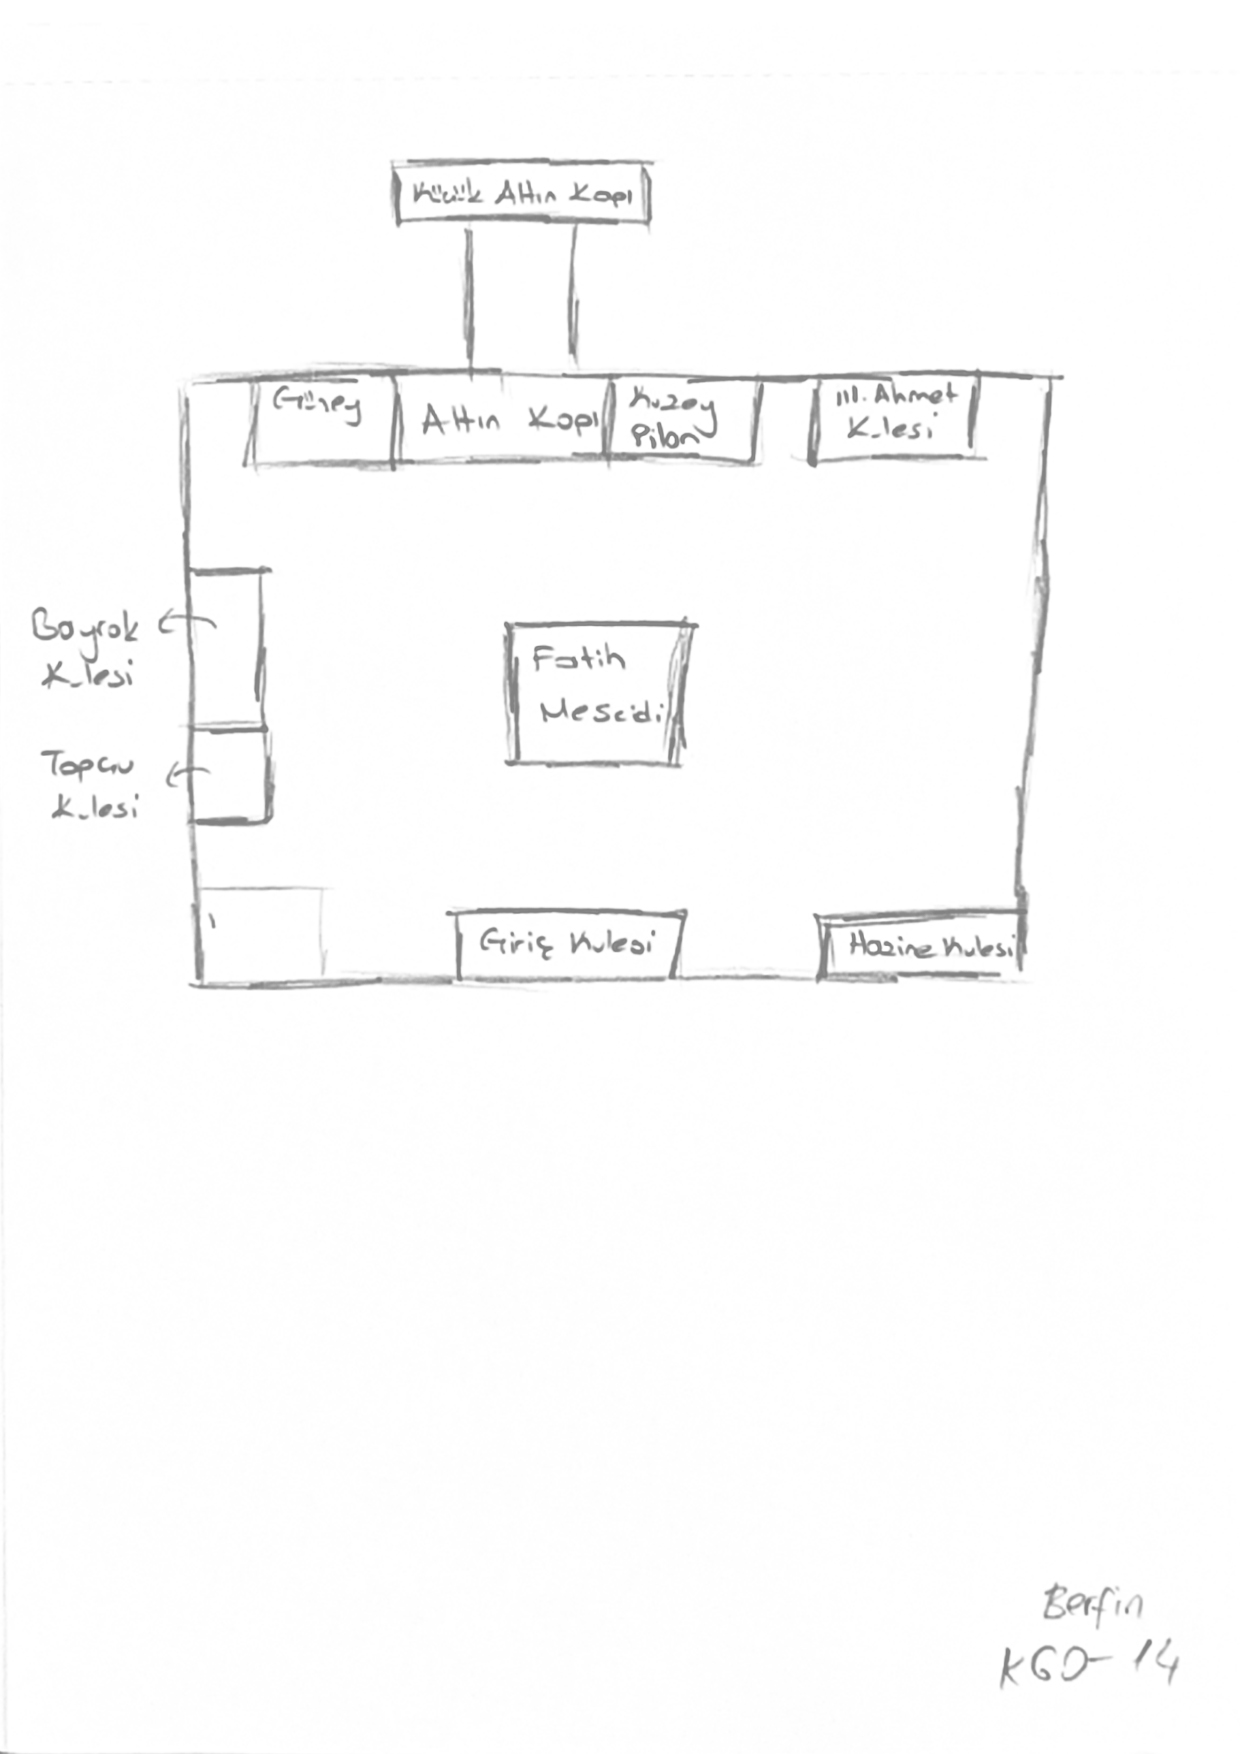 Küçük Altın Kapı
Güney
Altın Kapı
Kuzey
Pilon
III. Ahmet
Kulesi
Bayrak
Kulesi
Fatih
Mescidi
Topçu
Kulesi
Giriş Kulesi
Hazine Kulesi
Berfin
KGD-14